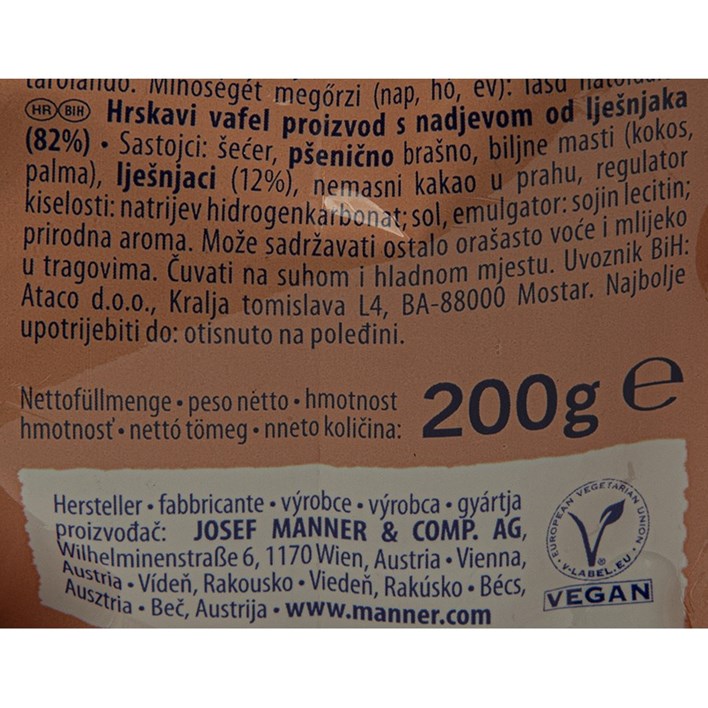 Minőségét megőrzi (nap, hó, év):
HR BIH Hrskavi vafel proizvod s nadjevom od lješnjaka
(82%) • Sastojci: šećer, pšenično brašno, biljne masti (kokos,
palma), lješnjaci (12%), nemasni kakao u prahu, regulator
kiselosti: natrijev hidrogenkarbonat; sol, emulgator: sojin lecitin;
prirodna aroma. Može sadržavati ostalo orašasto voće i mlijeko
u tragovima. Čuvati na suhom i hladnom mjestu. Uvoznik BiH:
Ataco d.o.o., Kralja tomislava L4, BA-88000 Mostar. Najbolje
upotrijebiti do: otisnuto na poleđini.
Nettofüllmenge • peso netto • hmotnost
hmotnosť • nettó tömeg • nneto količina:
200g e
Hersteller • fabbricante • výrobce • výrobca • gyártja
proizvođač: JOSEF MANNER & COMP. AG,
Wilhelminenstraße 6, 1170 Wien, Austria • Vienna,
Austria • Vídeň, Rakousko • Viedeň, Rakúsko • Bécs,
Ausztria • Beč, Austrija • www.manner.com
EUROPEAN VEGETARIAN UNION
• V-LABEL.EU •
®
VEGAN